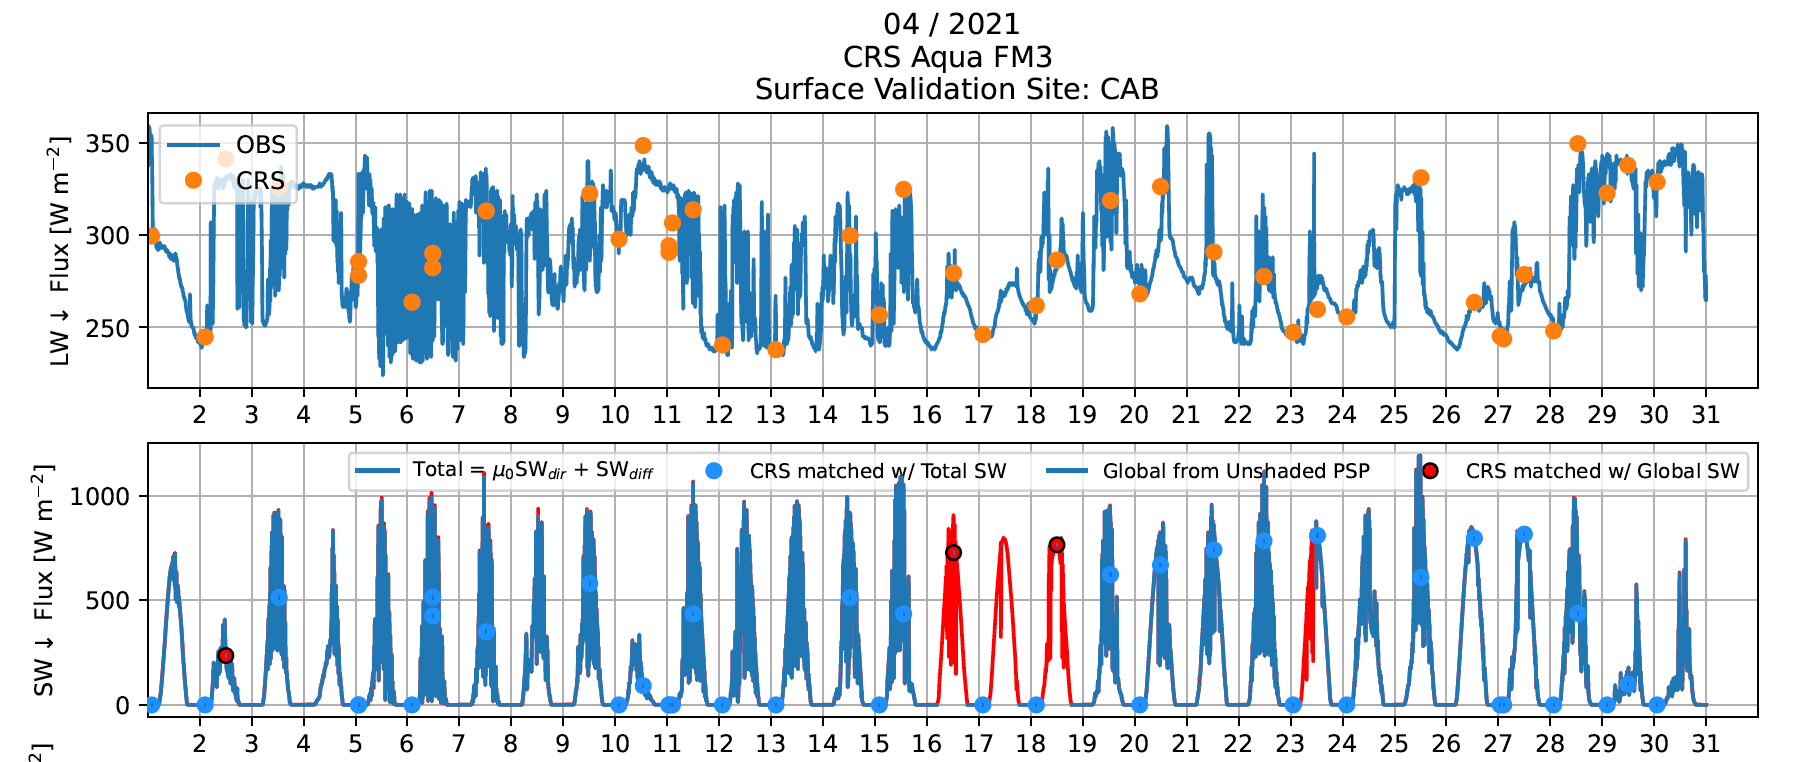 04 / 2021
CRS Aqua FM3
Surface Validation Site: CAB
LW ↓ Flux [W m⁻²]
350
300
250
OBS
CRS
2 3 4 5 6 7 8 9 10 11 12 13 14 15 16 17 18 19 20 21 22 23 24 25 26 27 28 29 30 31
SW ↓ Flux [W m⁻²]
1000
500
0
Total = μ₀SW_dir + SW_diff CRS matched w/ Total SW Global from Unshaded PSP CRS matched w/ Global SW
2 3 4 5 6 7 8 9 10 11 12 13 14 15 16 17 18 19 20 21 22 23 24 25 26 27 28 29 30 31
²]